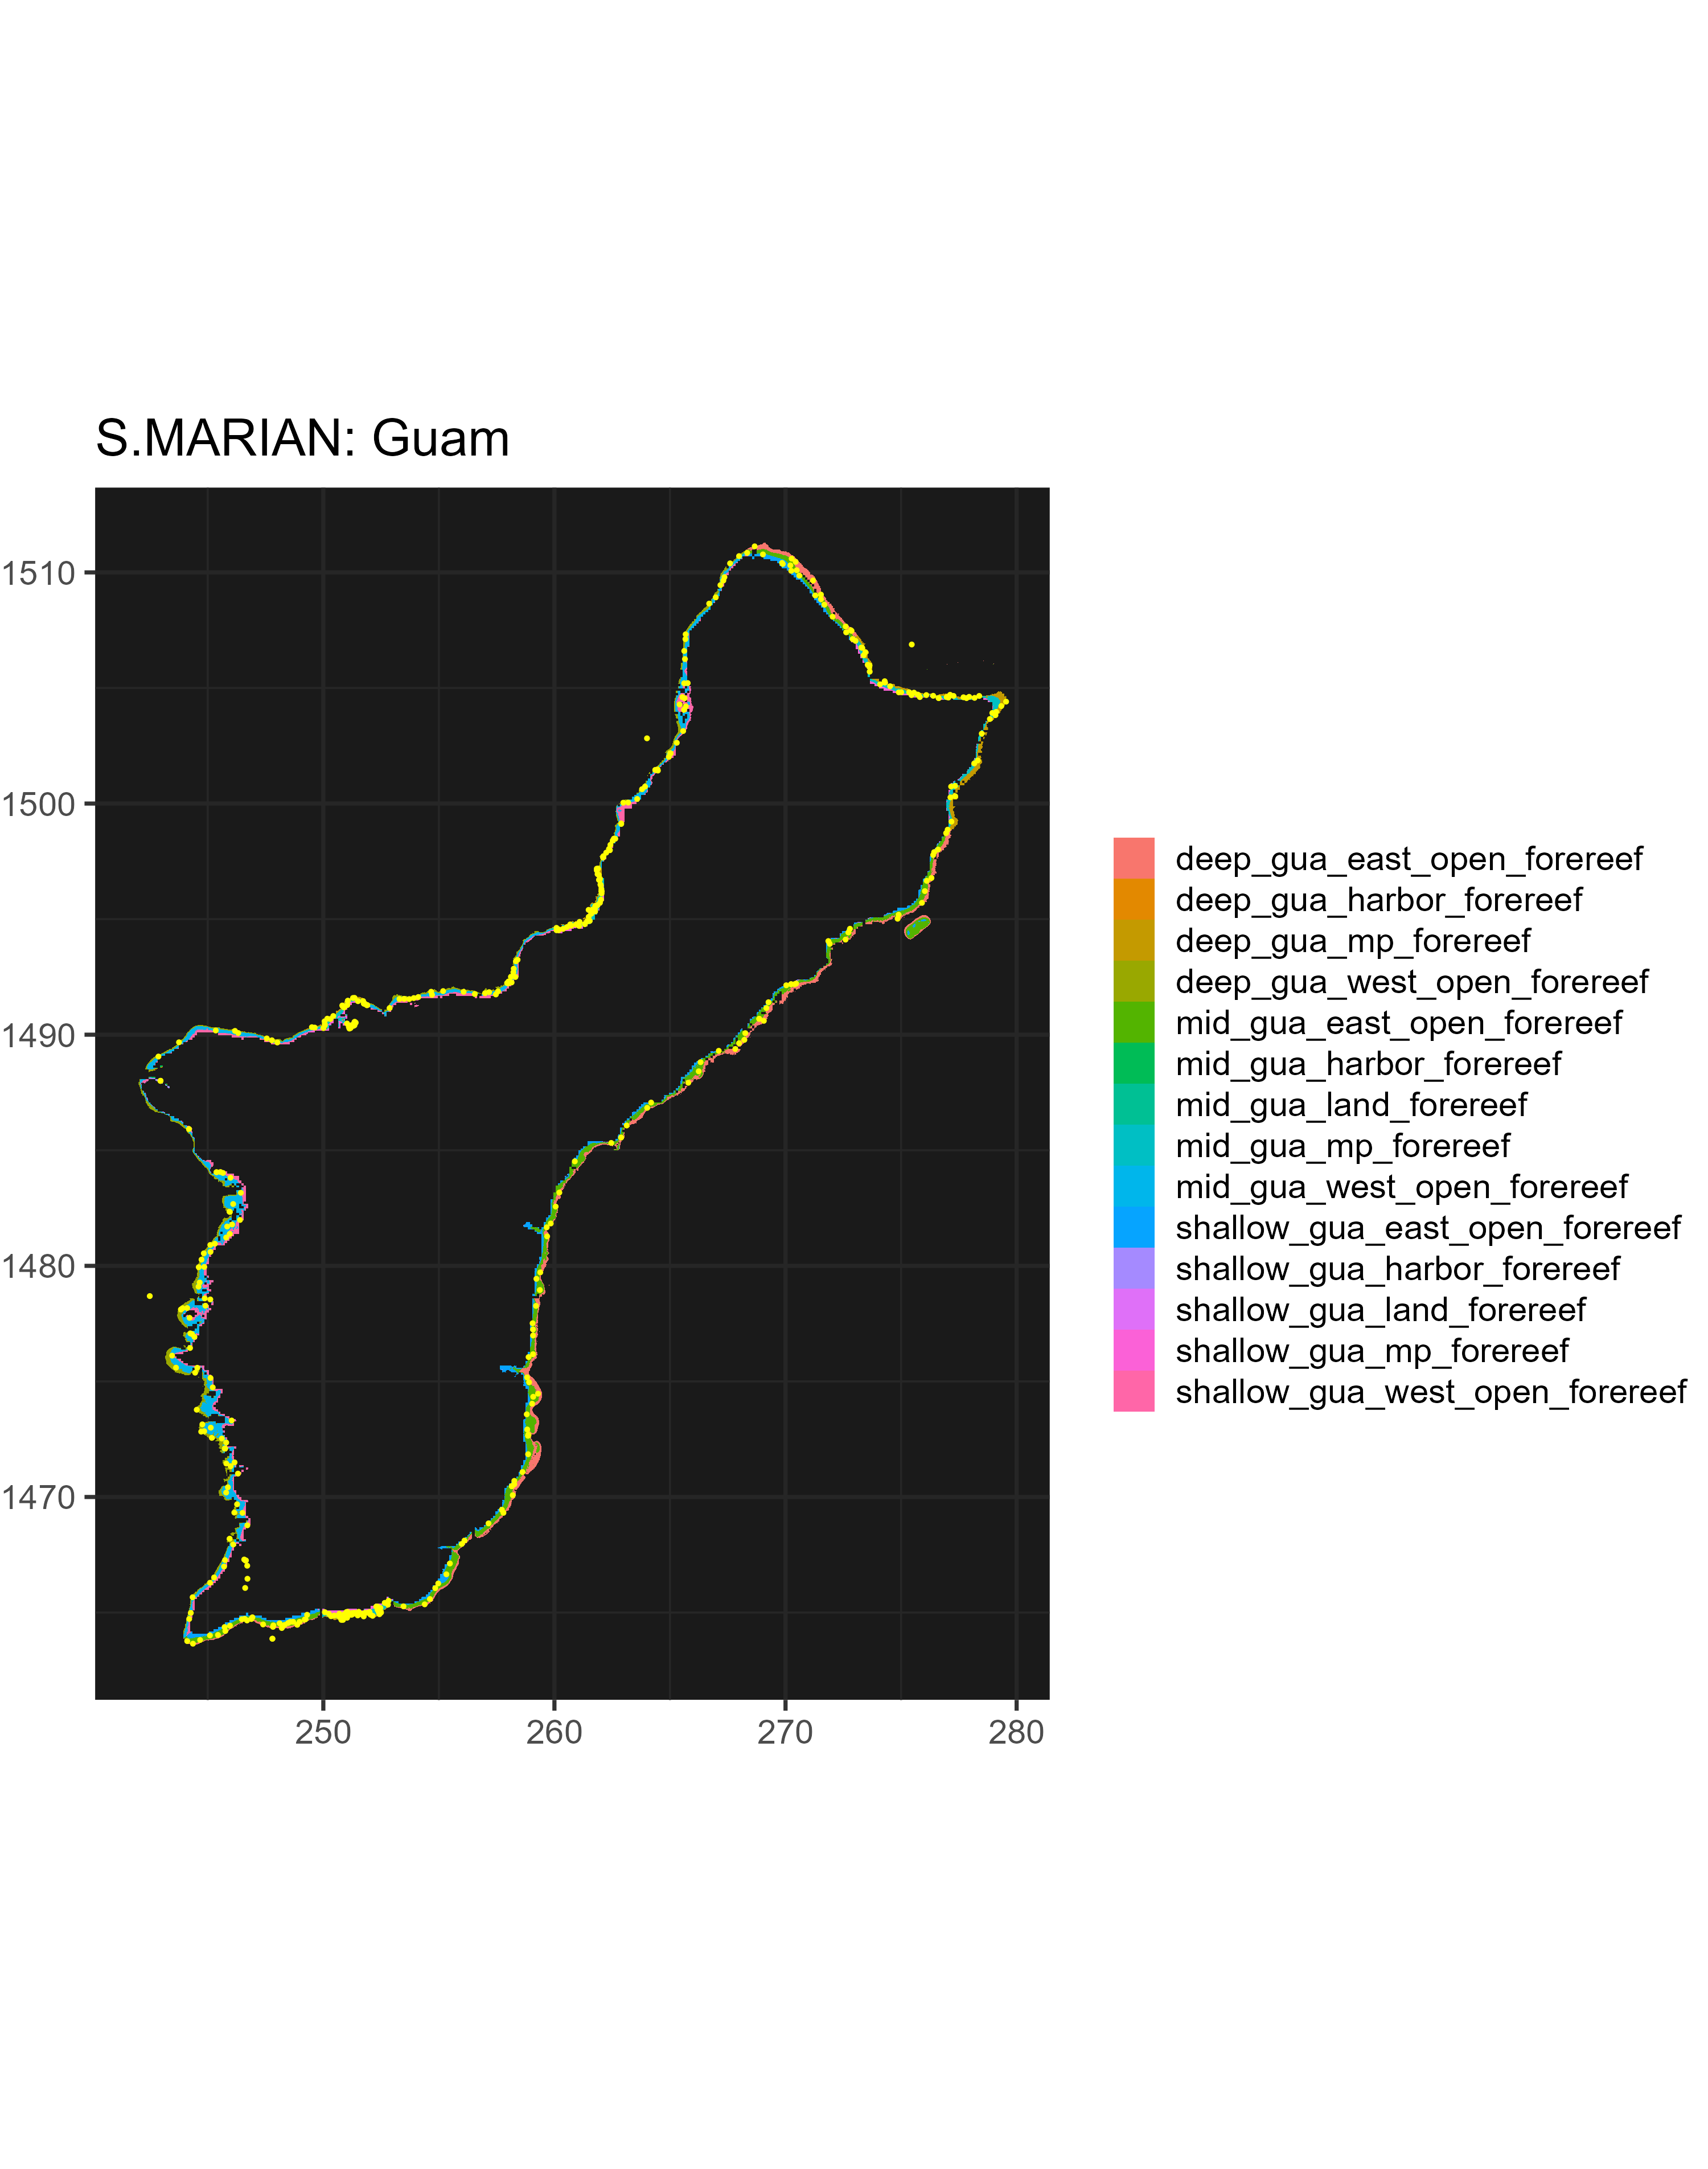 S.MARIAN: Guam
1510
1500
1490
1480
1470
250 260 270 280
deep_gua_east_open_forereef
deep_gua_harbor_forereef
deep_gua_mp_forereef
deep_gua_west_open_forereef
mid_gua_east_open_forereef
mid_gua_harbor_forereef
mid_gua_land_forereef
mid_gua_mp_forereef
mid_gua_west_open_forereef
shallow_gua_east_open_forereef
shallow_gua_harbor_forereef
shallow_gua_land_forereef
shallow_gua_mp_forereef
shallow_gua_west_open_forereef